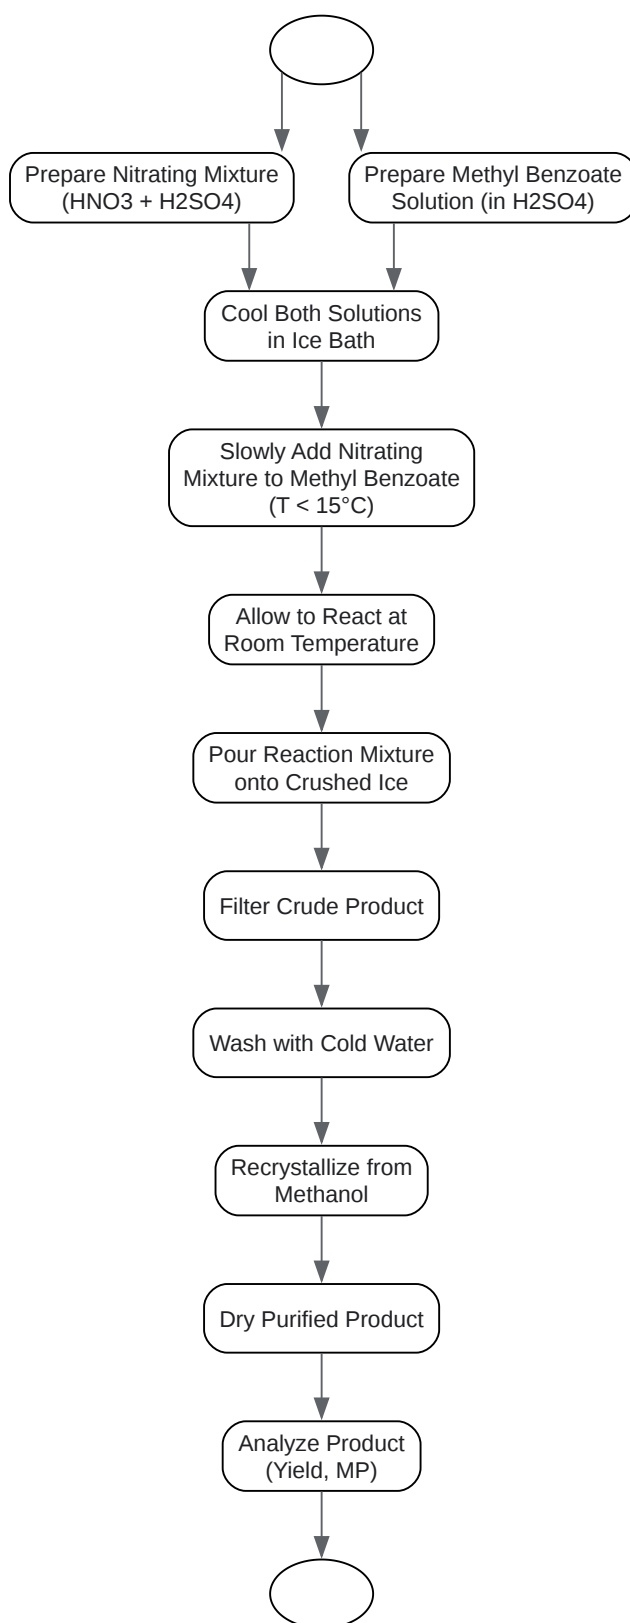 Prepare Nitrating Mixture
(HNO3 + H2SO4)
Prepare Methyl Benzoate
Solution (in H2SO4)
Cool Both Solutions
in Ice Bath
Slowly Add Nitrating
Mixture to Methyl Benzoate
(T < 15°C)
Allow to React at
Room Temperature
Pour Reaction Mixture
onto Crushed Ice
Filter Crude Product
Wash with Cold Water
Recrystallize from
Methanol
Dry Purified Product
Analyze Product
(Yield, MP)